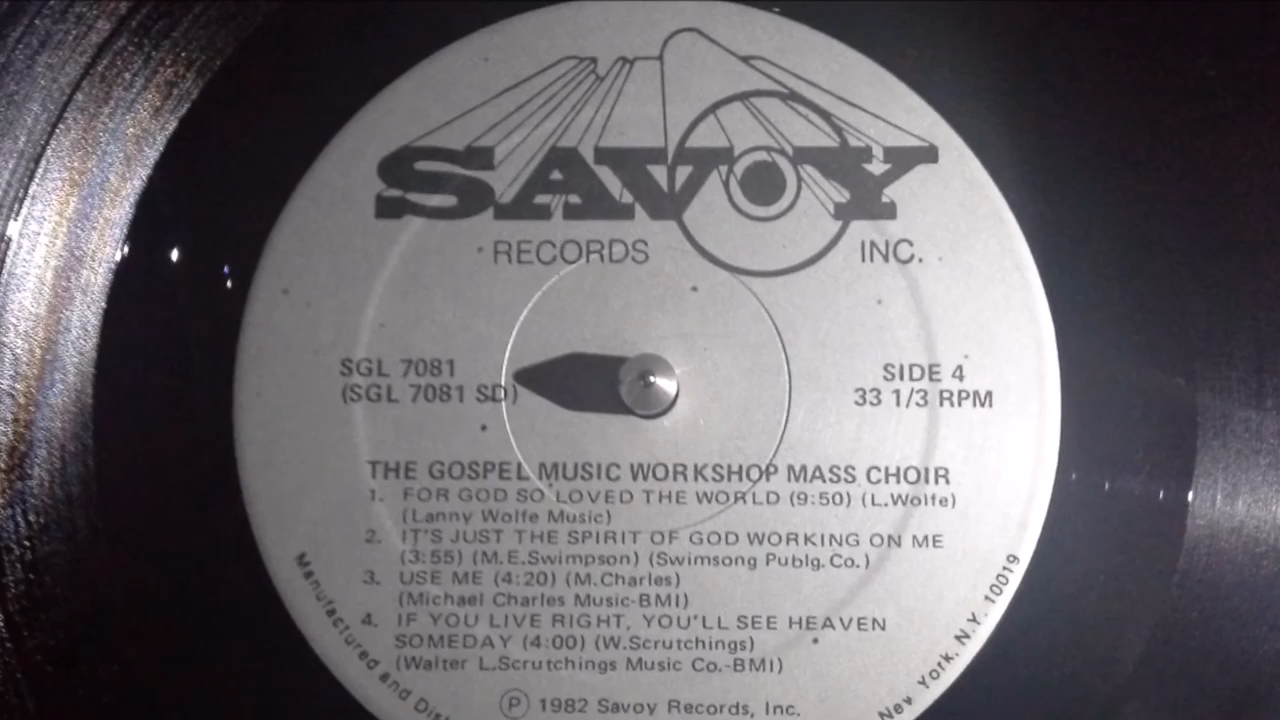 SAVOY
RECORDS INC.
SGL 7081
(SGL 7081 SD)
SIDE 4
33 1/3 RPM
THE GOSPEL MUSIC WORKSHOP MASS CHOIR
1. FOR GOD SO LOVED THE WORLD (9:50) (L.Wolfe)
(Lanny Wolfe Music)
2. IT'S JUST THE SPIRIT OF GOD WORKING ON ME
(3:55) (M.E.Swimpson) (Swimsong Publg. Co.)
3. USE ME (4:20) (M.Charles)
(Michael Charles Music-BMI)
4. IF YOU LIVE RIGHT, YOU'LL SEE HEAVEN
SOMEDAY (4:00) (W.Scrutchings)
(Walter L.Scrutchings Music Co.-BMI)
Ⓟ 1982 Savoy Records, Inc.
Manufactured and
New York, N.Y. 10019